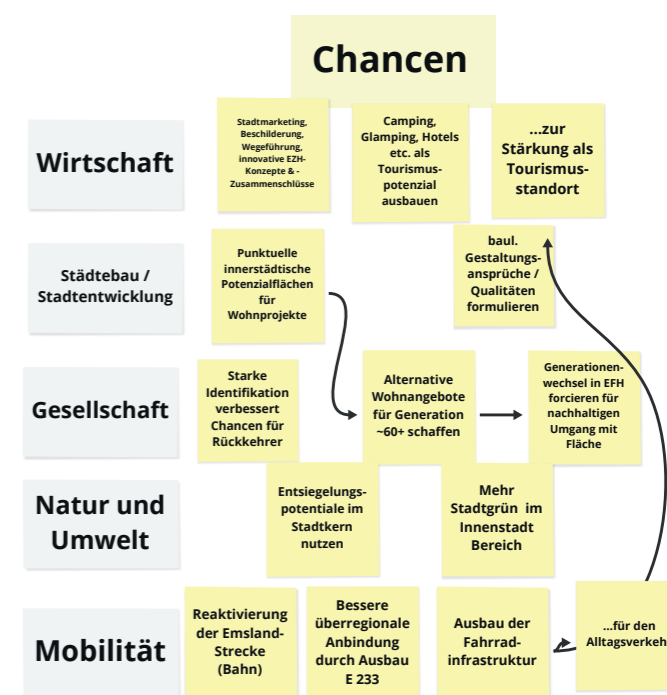 Chancen
Wirtschaft
Stadtmarketing,
Beschilderung,
Wegeführung,
innovative EZH-
Konzepte & -
Zusammenschlüsse
Camping,
Glamping, Hotels
etc. als
Tourismus-
potenzial
ausbauen
...zur
Stärkung als
Tourismus-
standort
Städtebau /
Stadtentwicklung
Punktuelle
innerstädtische
Potenzialflächen
für
Wohnprojekte
baul.
Gestaltungs-
ansprüche /
Qualitäten
formulieren
Gesellschaft
Starke
Identifikation
verbessert
Chancen für
Rückkehrer
Alternative
Wohnangebote
für Generation
~60+ schaffen
Generationen-
wechsel in EFH
forcieren für
nachhaltigen
Umgang mit
Fläche
Natur und
Umwelt
Entsiegelungs-
potentiale im
Stadtkern
nutzen
Mehr
Stadtgrün im
Innenstadt
Bereich
Mobilität
Reaktivierung
der Emsland-
Strecke
(Bahn)
Bessere
überregionale
Anbindung
durch Ausbau
E 233
Ausbau der
Fahrrad-
infrastruktur
...für den
Alltagsverkeh